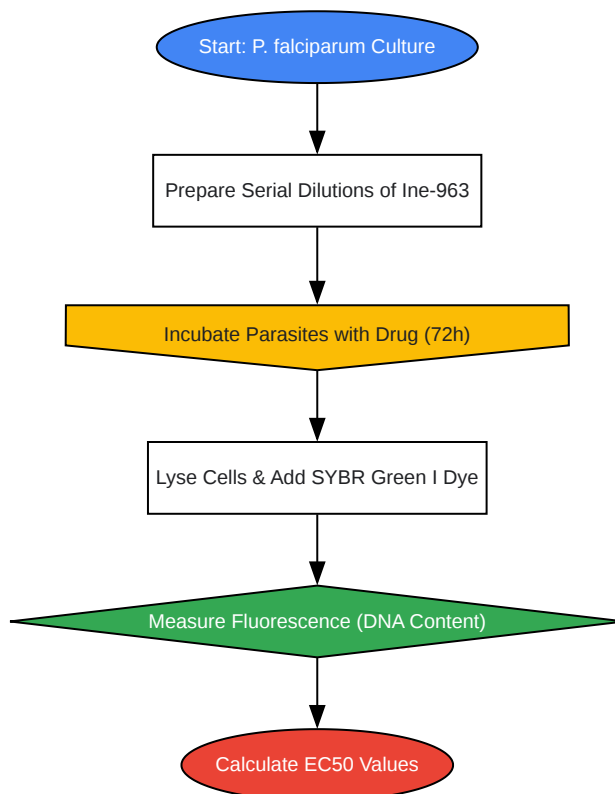 Start: P. falciparum Culture
Prepare Serial Dilutions of Ine-963
Incubate Parasites with Drug (72h)
Lyse Cells & Add SYBR Green I Dye
Measure Fluorescence (DNA Content)
Calculate EC50 Values